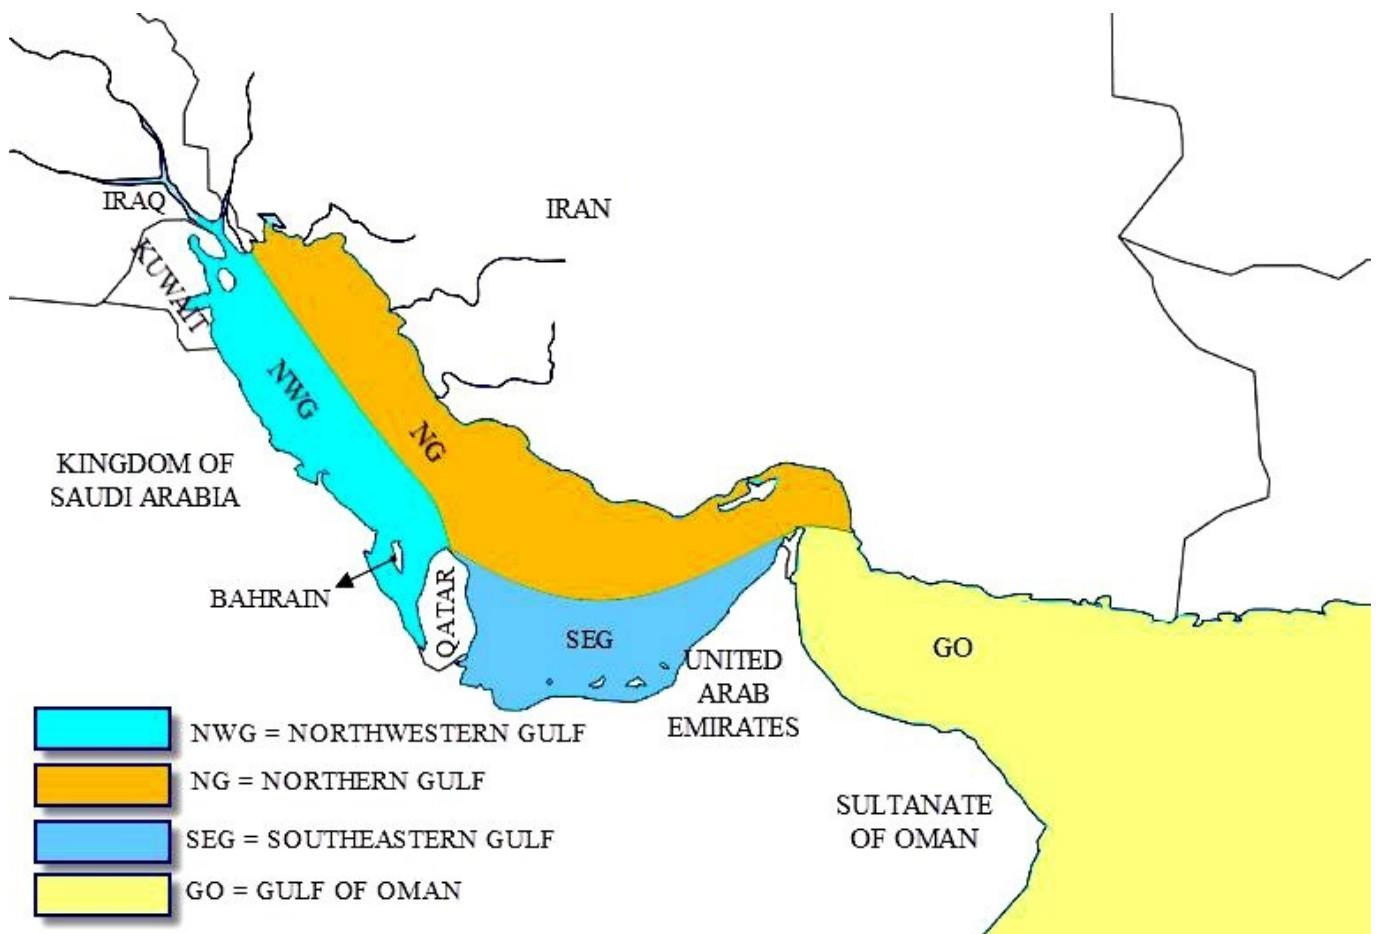 IRAQ
IRAN
KUWAIT
NWG
NG
KINGDOM OF
SAUDI ARABIA
BAHRAIN
QATAR
SEG
UNITED
ARAB
EMIRATES
GO
SULTANATE
OF OMAN
NWG = NORTHWESTERN GULF
NG = NORTHERN GULF
SEG = SOUTHEASTERN GULF
GO = GULF OF OMAN